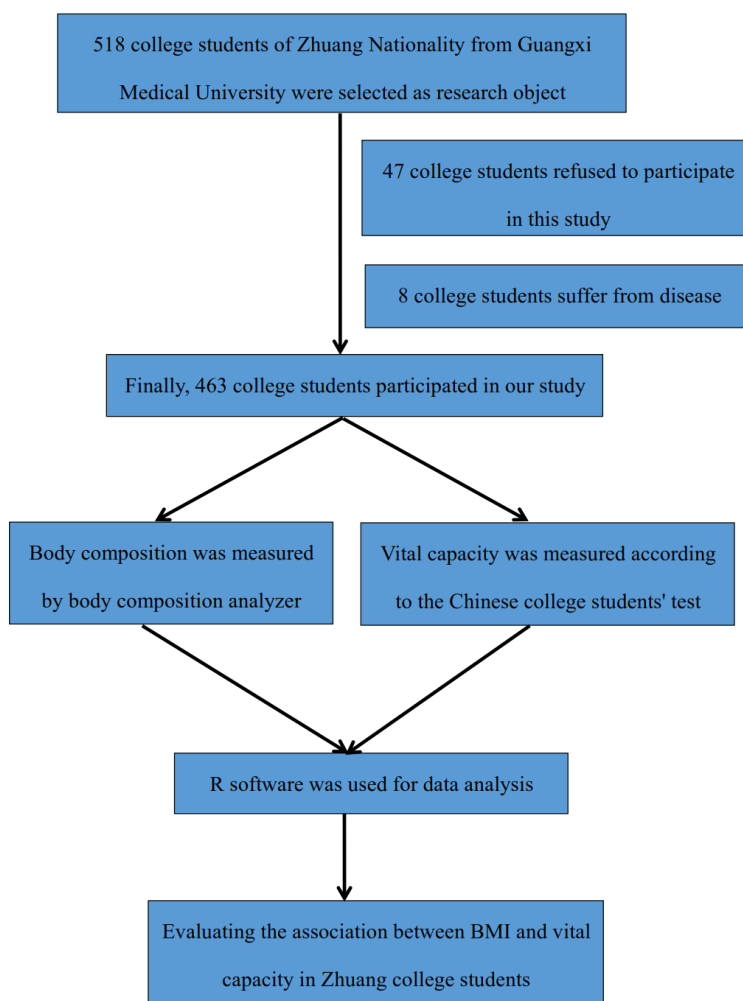 518 college students of Zhuang Nationality from Guangxi
Medical University were selected as research object
47 college students refused to participate
in this study
8 college students suffer from disease
Finally, 463 college students participated in our study
Body composition was measured
by body composition analyzer
Vital capacity was measured according
to the Chinese college students' test
R software was used for data analysis
Evaluating the association between BMI and vital
capacity in Zhuang college students